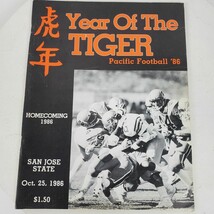 虎年
Year Of The
TIGER
Pacific Football '86
HOMECOMING
1986
SAN JOSE
STATE
Oct. 25, 1986
$1.50